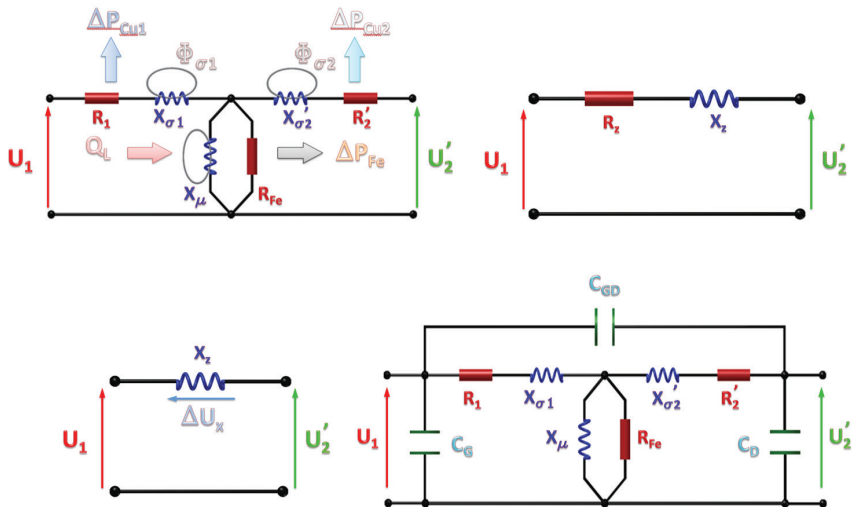 ΔP_Cu1 ΔP_Cu2
Φ_σ1 Φ_σ2
R_1 X_σ1 X'_σ2 R'_2
U_1 Q_L X_μ R_Fe ΔP_Fe U'_2
R_z X_z
U_1 U'_2
X_z
ΔU_x
U_1 U'_2
C_GD
R_1 X_σ1 X'_σ2 R'_2
U_1 C_G X_μ R_Fe C_D U'_2